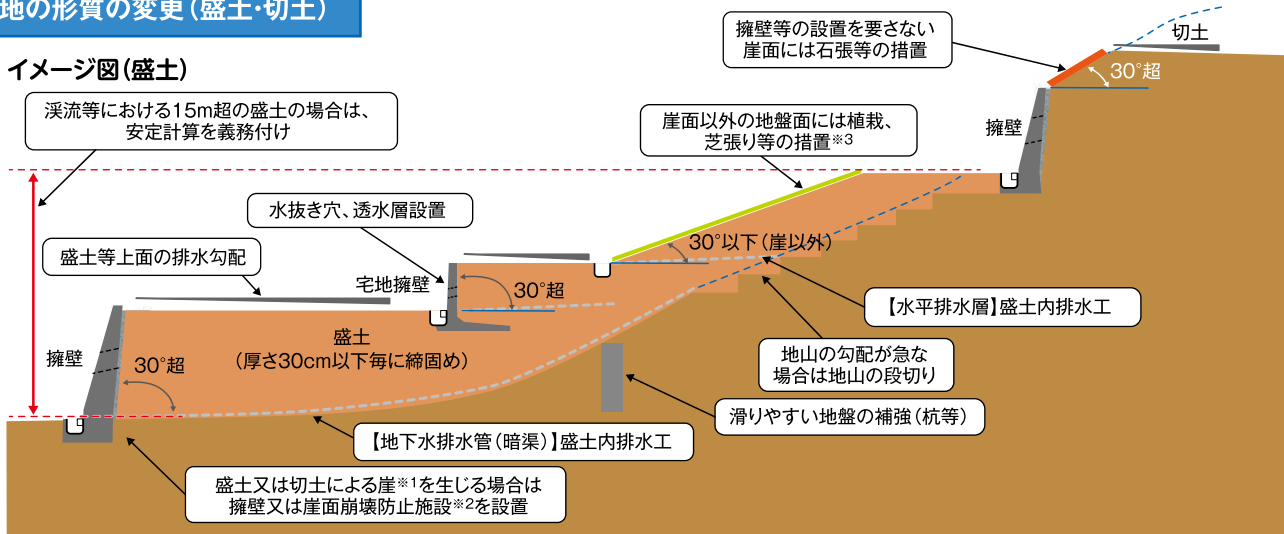 地の形質の変更（盛土・切土）
イメージ図（盛土）
渓流等における15m超の盛土の場合は、
安定計算を義務付け
擁壁等の設置を要さない
崖面には石張等の措置
切土
30°超
擁壁
崖面以外の地盤面には植栽、
芝張り等の措置※3
水抜き穴、透水層設置
盛土等上面の排水勾配
宅地擁壁
30°超
30°以下（崖以外）
【水平排水層】盛土内排水工
盛土
（厚さ30cm以下毎に締固め）
擁壁
30°超
地山の勾配が急な
場合は地山の段切り
滑りやすい地盤の補強（杭等）
【地下水排水管（暗渠）】盛土内排水工
盛土又は切土による崖※1を生じる場合は
擁壁又は崖面崩壊防止施設※2を設置